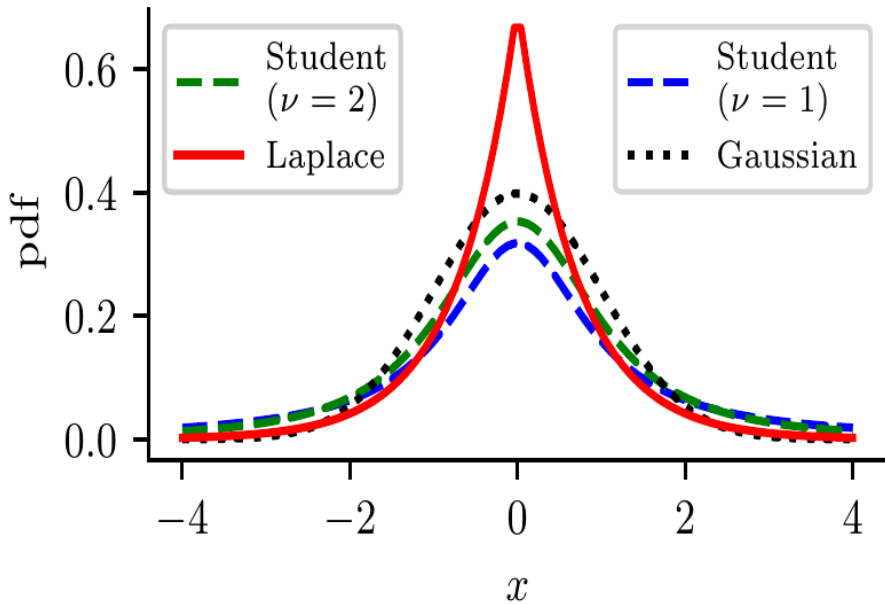 Student
(ν = 2)
Laplace
Student
(ν = 1)
Gaussian
pdf
0.6
0.4
0.2
0.0
−4 −2 0 2 4
x